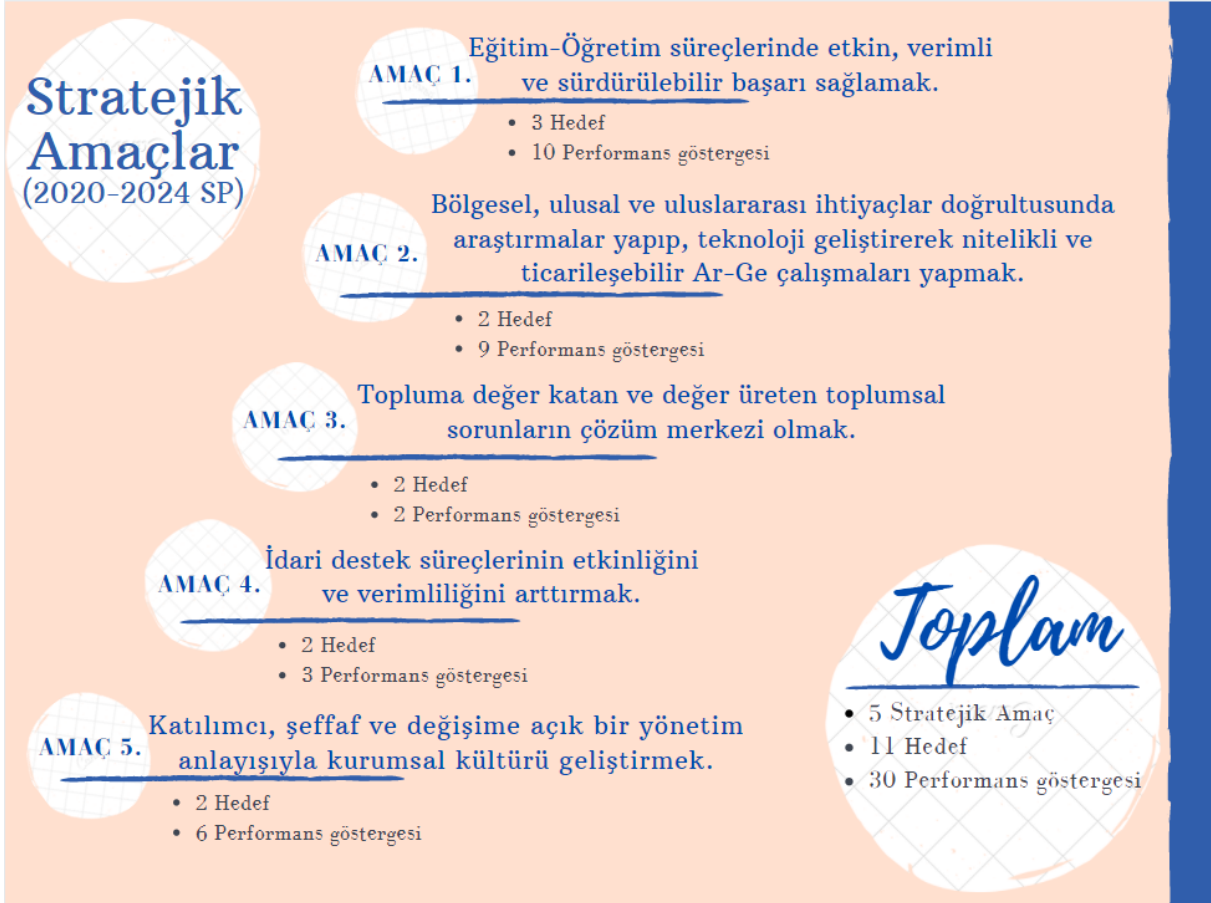 Stratejik
Amaçlar
(2020-2024 SP)
AMAÇ 1.
Eğitim-Öğretim süreçlerinde etkin, verimli
ve sürdürülebilir başarı sağlamak.
• 3 Hedef
• 10 Performans göstergesi
AMAÇ 2.
Bölgesel, ulusal ve uluslararası ihtiyaçlar doğrultusunda
araştırmalar yapıp, teknoloji geliştirerek nitelikli ve
ticarileşebilir Ar-Ge çalışmaları yapmak.
• 2 Hedef
• 9 Performans göstergesi
AMAÇ 3.
Topluma değer katan ve değer üreten toplumsal
sorunların çözüm merkezi olmak.
• 2 Hedef
• 2 Performans göstergesi
AMAÇ 4.
İdari destek süreçlerinin etkinliğini
ve verimliliğini arttırmak.
• 2 Hedef
• 3 Performans göstergesi
AMAÇ 5.
Katılımcı, şeffaf ve değişime açık bir yönetim
anlayışıyla kurumsal kültürü geliştirmek.
• 2 Hedef
• 6 Performans göstergesi
Toplam
• 5 Stratejik Amaç
• 11 Hedef
• 30 Performans göstergesi